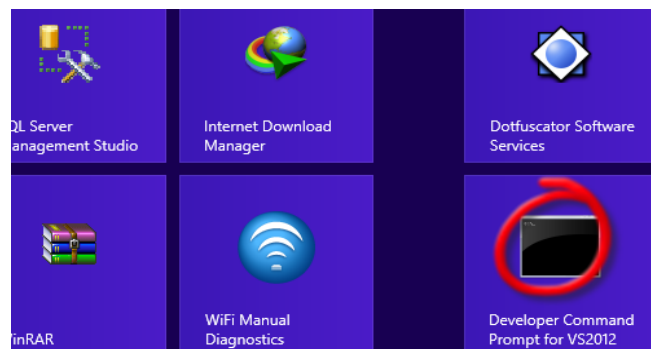 QL Server
anagement Studio
Internet Download
Manager
Dotfuscator Software
Services
inRAR
WiFi Manual
Diagnostics
Developer Command
Prompt for VS2012